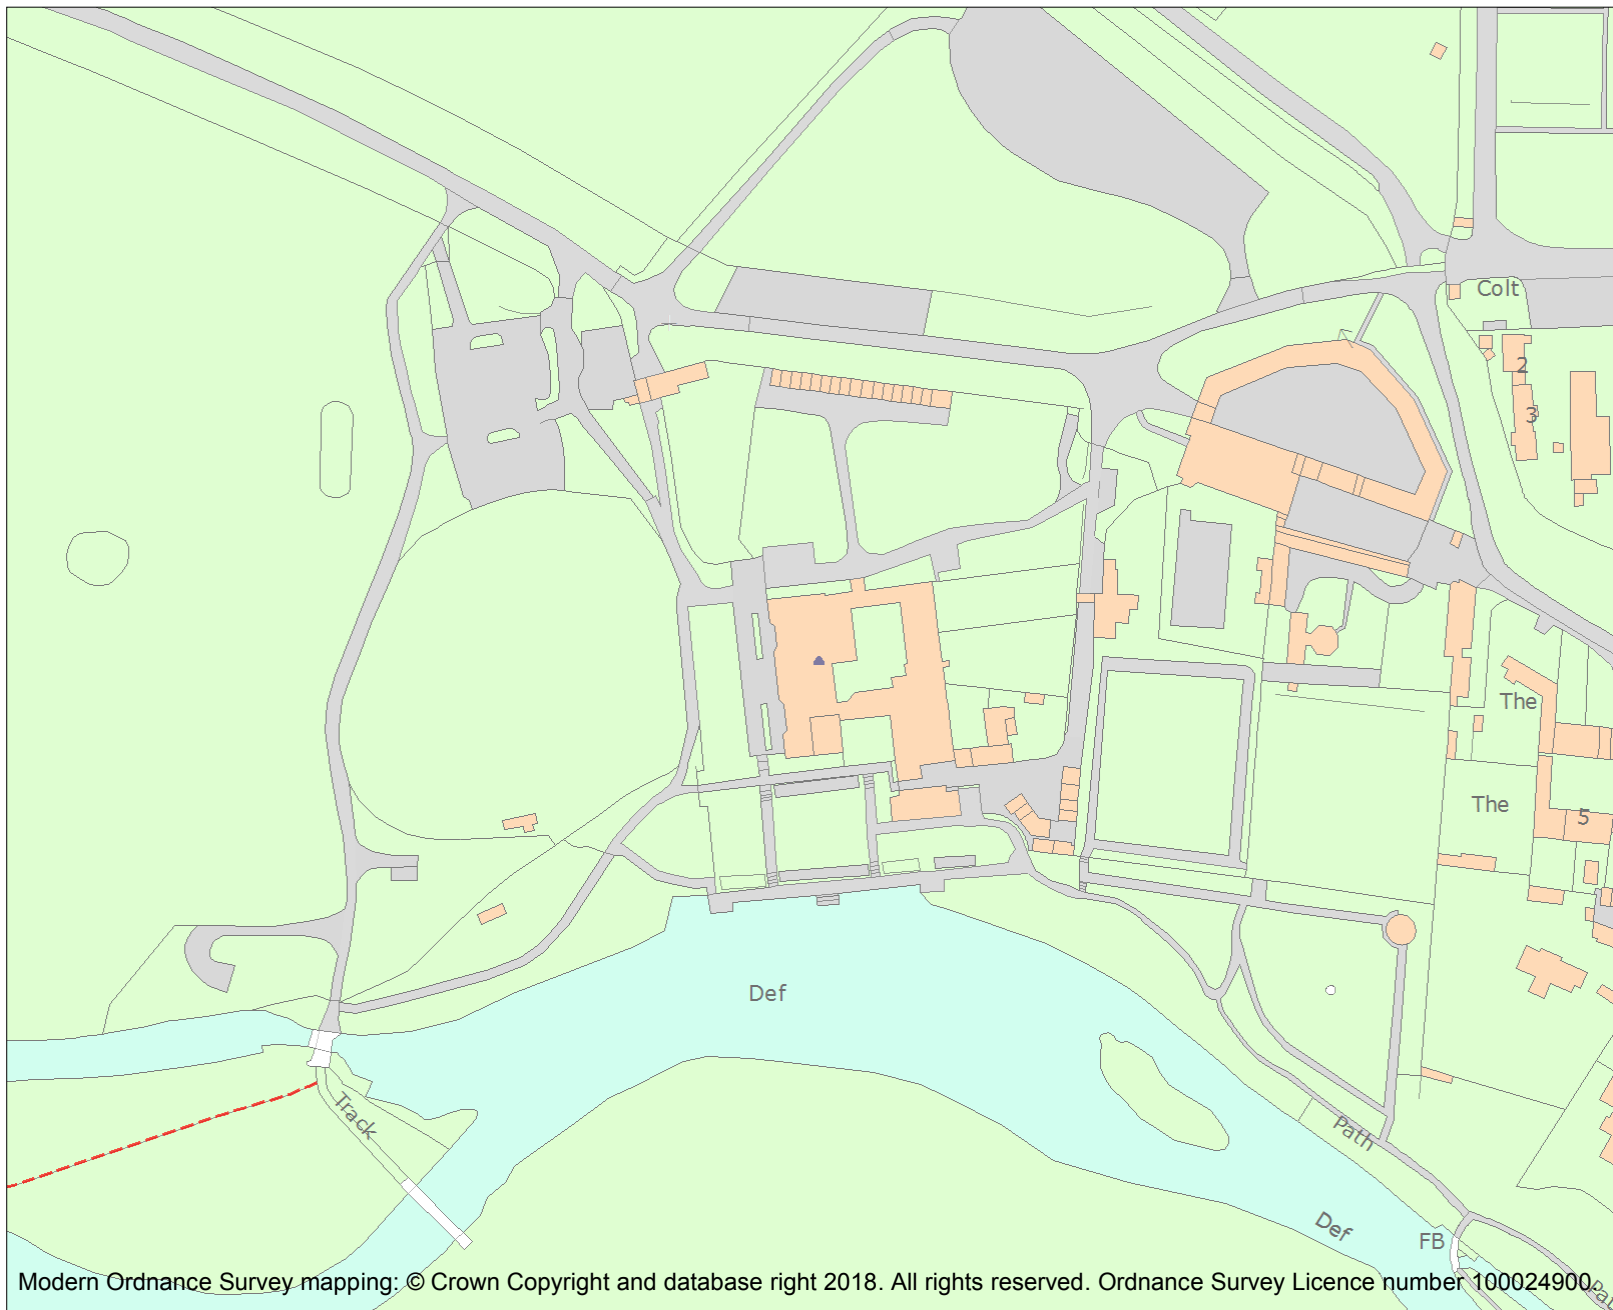 Colt
2
3
The
The
5
Def
Track
Path
Def
FB
Modern Ordnance Survey mapping: © Crown Copyright and database right 2018. All rights reserved. Ordnance Survey Licence number 100024900.